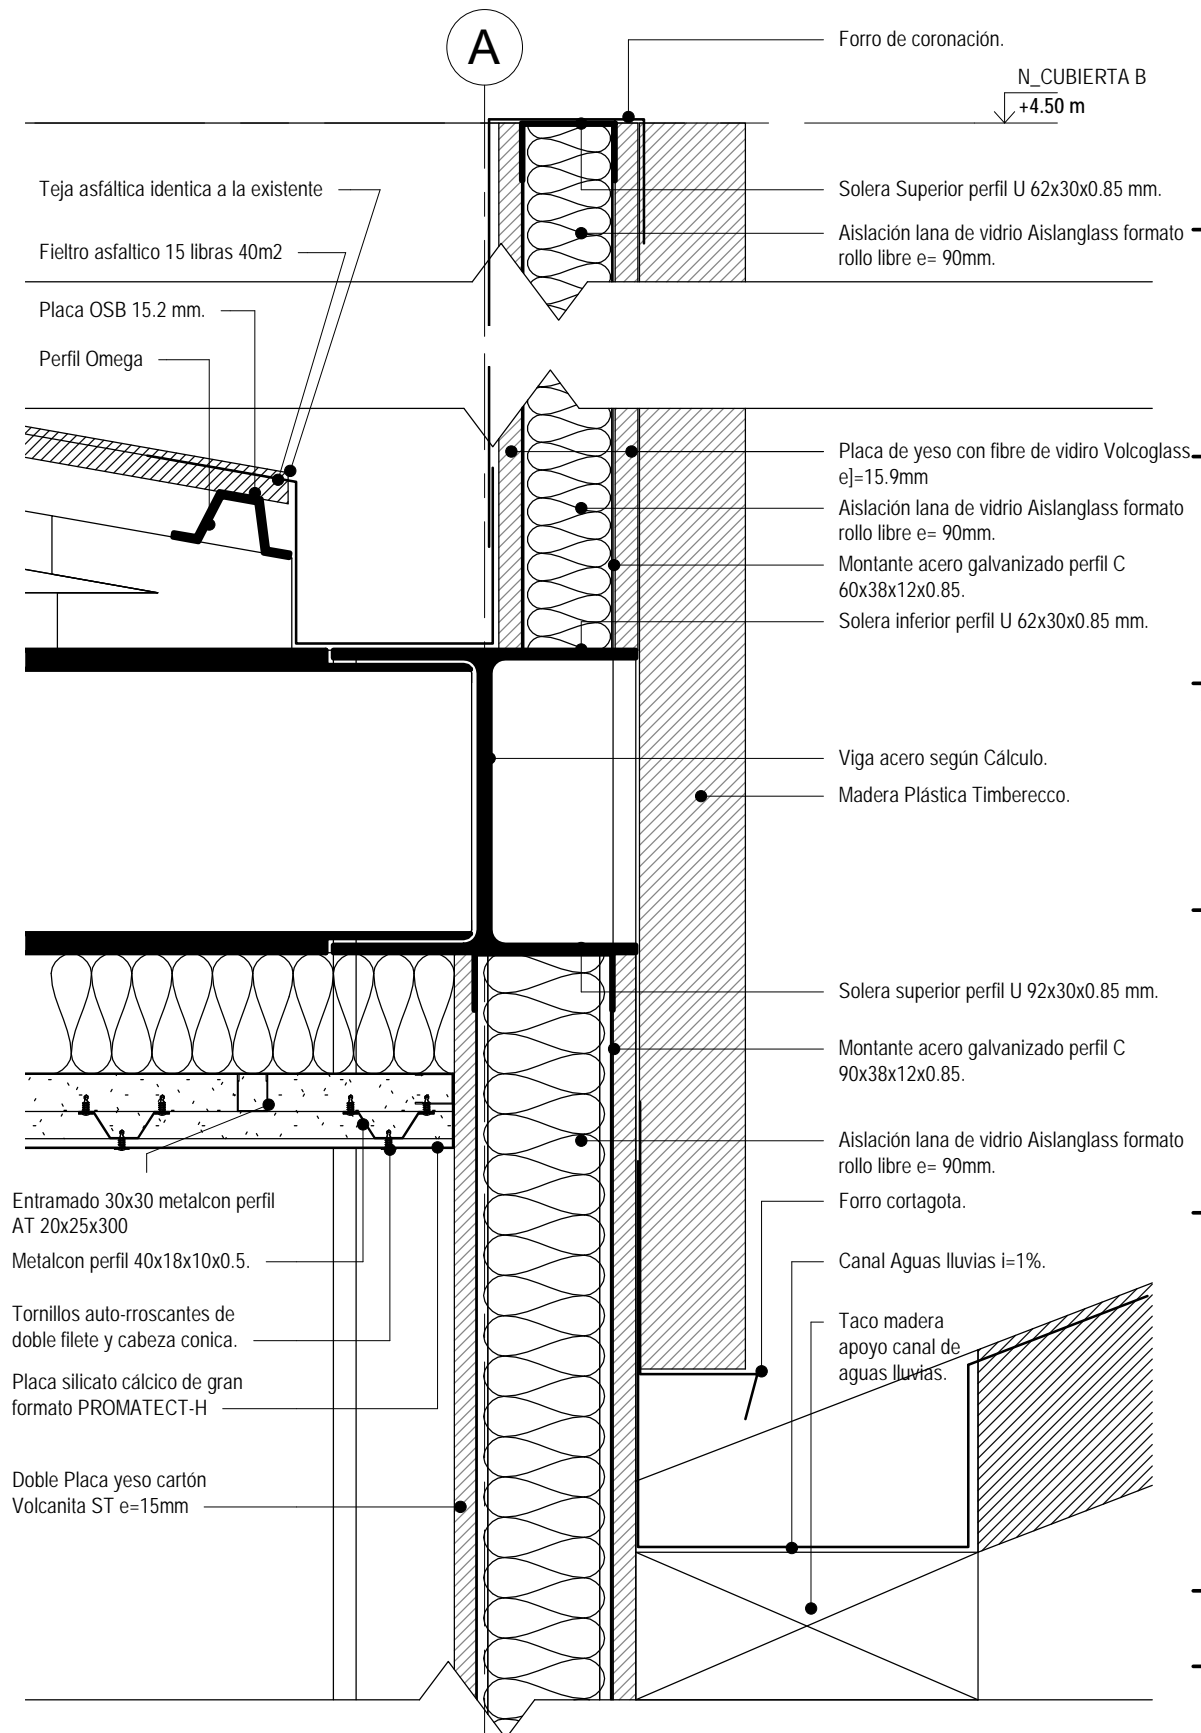 A
Forro de coronación.
N_CUBIERTA B
+4.50 m
Teja asfáltica identica a la existente
Fieltro asfaltico 15 libras 40m2
Placa OSB 15.2 mm.
Perfil Omega
Solera Superior perfil U 62x30x0.85 mm.
Aislación lana de vidrio Aislanglass formato
rollo libre e= 90mm.
Placa de yeso con fibre de vidiro Volcoglass
e]=15.9mm
Aislación lana de vidrio Aislanglass formato
rollo libre e= 90mm.
Montante acero galvanizado perfil C
60x38x12x0.85.
Solera inferior perfil U 62x30x0.85 mm.
Viga acero según Cálculo.
Madera Plástica Timberecco.
Solera superior perfil U 92x30x0.85 mm.
Montante acero galvanizado perfil C
90x38x12x0.85.
Aislación lana de vidrio Aislanglass formato
rollo libre e= 90mm.
Forro cortagota.
Canal Aguas lluvias i=1%.
Taco madera
apoyo canal de
aguas lluvias.
Entramado 30x30 metalcon perfil
AT 20x25x300
Metalcon perfil 40x18x10x0.5.
Tornillos auto-rroscantes de
doble filete y cabeza conica.
Placa silicato cálcico de gran
formato PROMATECT-H
Doble Placa yeso cartón
Volcanita ST e=15mm